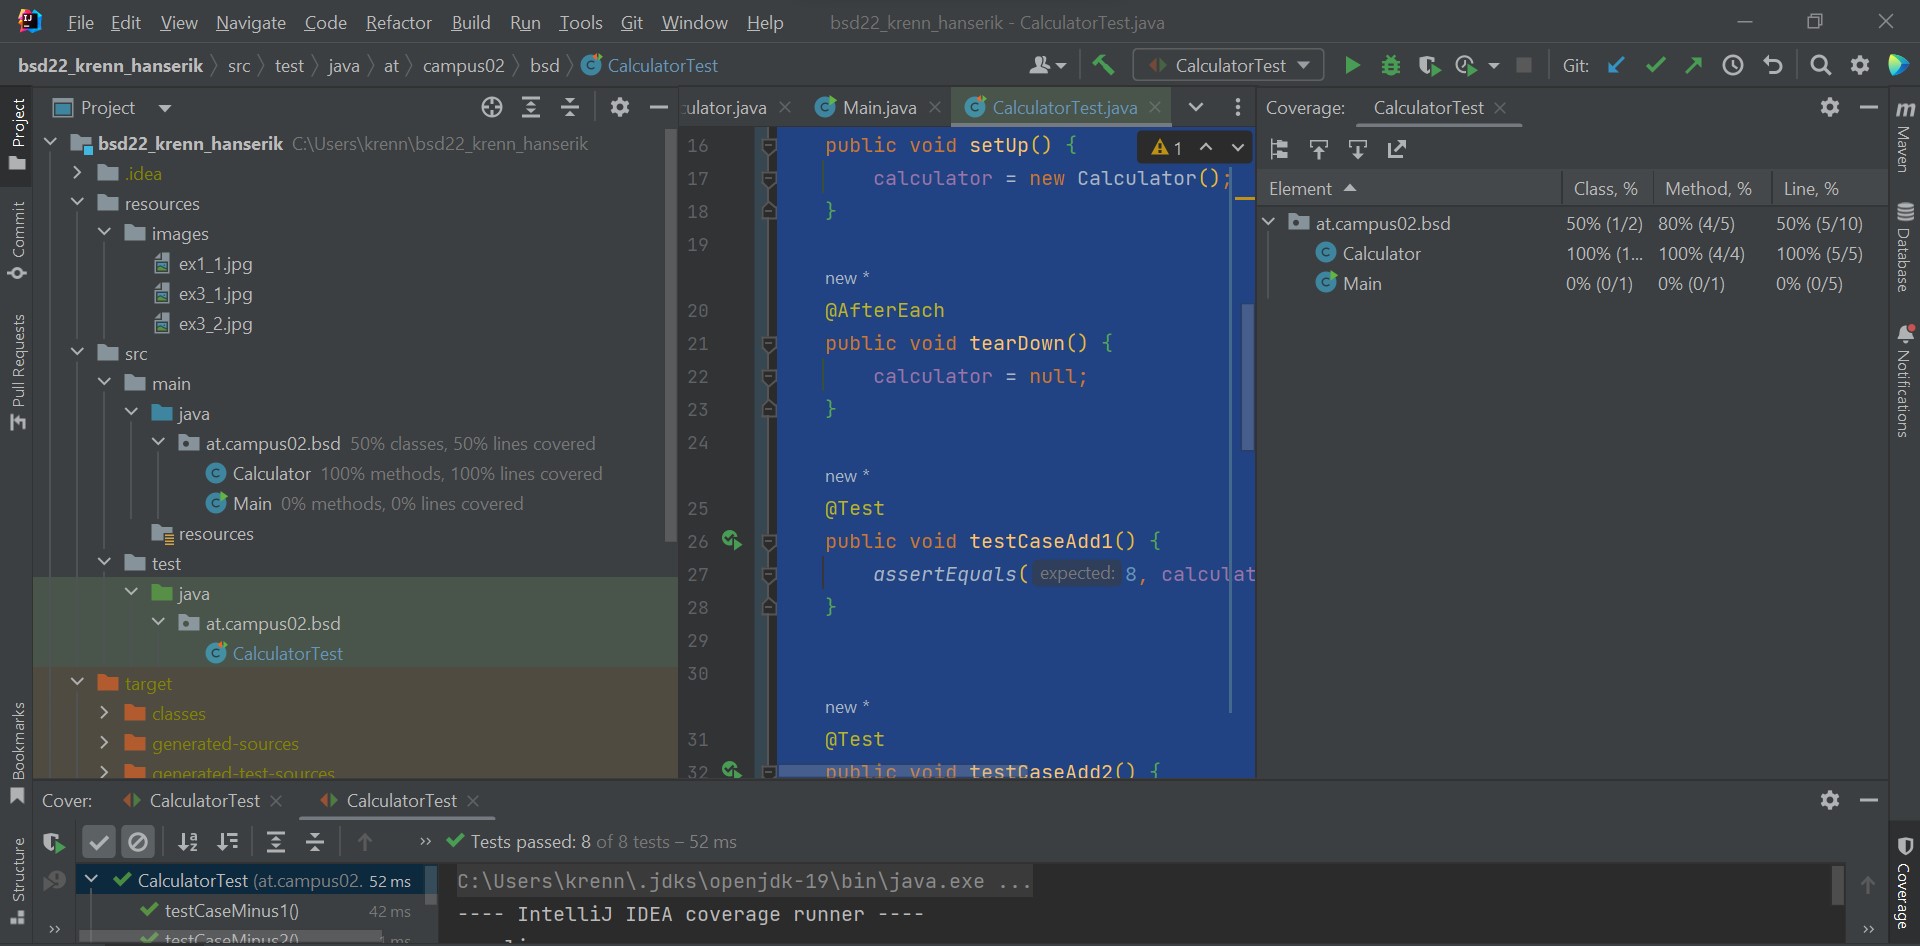 File Edit View Navigate Code Refactor Build Run Tools Git Window Help bsd22_krenn_hanserik - CalculatorTest.java
bsd22_krenn_hanserik src test java at campus02 bsd CalculatorTest CalculatorTest Git:
Project
bsd22_krenn_hanserik C:\Users\krenn\bsd22_krenn_hanserik
.idea
resources
images
ex1_1.jpg
ex3_1.jpg
ex3_2.jpg
src
main
java
at.campus02.bsd 50% classes, 50% lines covered
Calculator 100% methods, 100% lines covered
Main 0% methods, 0% lines covered
resources
test
java
at.campus02.bsd
CalculatorTest
target
classes
generated-sources
generated-test-sources
Project
Commit
Pull Requests
Bookmarks
Structure
culator.java Main.java CalculatorTest.java
1
16 public void setUp() {
17 calculator = new Calculator();
18 }
19
new *
20 @AfterEach
21 public void tearDown() {
22 calculator = null;
23 }
24
new *
25 @Test
26 public void testCaseAdd1() {
27 assertEquals( expected: 8, calculat
28 }
29
30
new *
31 @Test
32 public void testCaseAdd2() {
Coverage: CalculatorTest
Element Class, % Method, % Line, %
at.campus02.bsd 50% (1/2) 80% (4/5) 50% (5/10)
Calculator 100% (1... 100% (4/4) 100% (5/5)
Main 0% (0/1) 0% (0/1) 0% (0/5)
m Maven
Database
Notifications
Coverage
Cover: CalculatorTest CalculatorTest
Tests passed: 8 of 8 tests – 52 ms
CalculatorTest (at.campus02. 52 ms
testCaseMinus1() 42 ms
testCaseMinus2() 1 ms
C:\Users\krenn\.jdks\openjdk-19\bin\java.exe ...
---- IntelliJ IDEA coverage runner ----